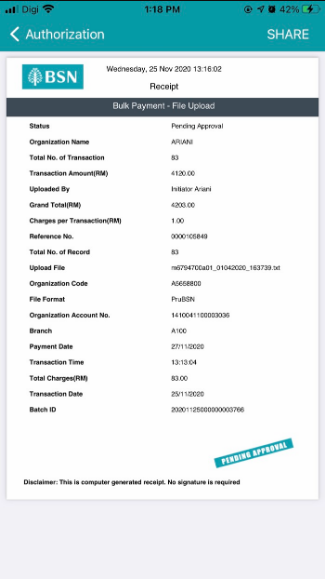 Digi 1:18 PM 42%
Authorization SHARE
BSN
Wednesday, 25 Nov 2020 13:16:02
Receipt
Bulk Payment - File Upload
Status Pending Approval
Organization Name ARIANI
Total No. of Transaction 83
Transaction Amount(RM) 4120.00
Uploaded By Initiator Ariani
Grand Total(RM) 4203.00
Charges per Transaction(RM) 1.00
Reference No. 0000105849
Total No. of Record 83
Upload File m6794700a01_01042020_163739.txt
Organization Code A5658800
File Format PruBSN
Organization Account No. 1410041100003036
Branch A100
Payment Date 27/11/2020
Transaction Time 13:13:04
Total Charges(RM) 83.00
Transaction Date 25/11/2020
Batch ID 20201125000000003766
PENDING APPROVAL
Disclaimer: This is computer generated receipt. No signature is required